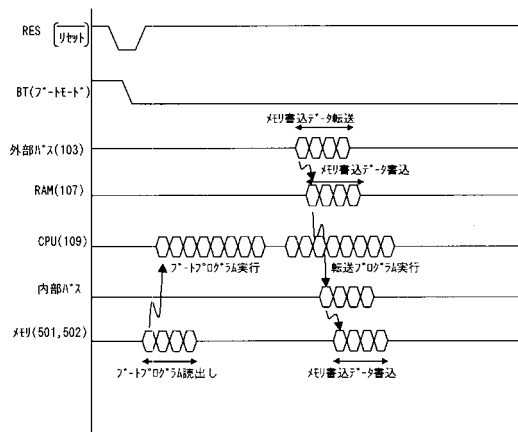 RES [リセット]
BT(ブートモード)
メモリ書込データ転送
外部バス(103)
メモリ書込データ書込
RAM(107)
CPU(109)
ブートプログラム実行
転送プログラム実行
内部バス
メモリ(501,502)
ブートプログラム読出し
メモリ書込データ書込